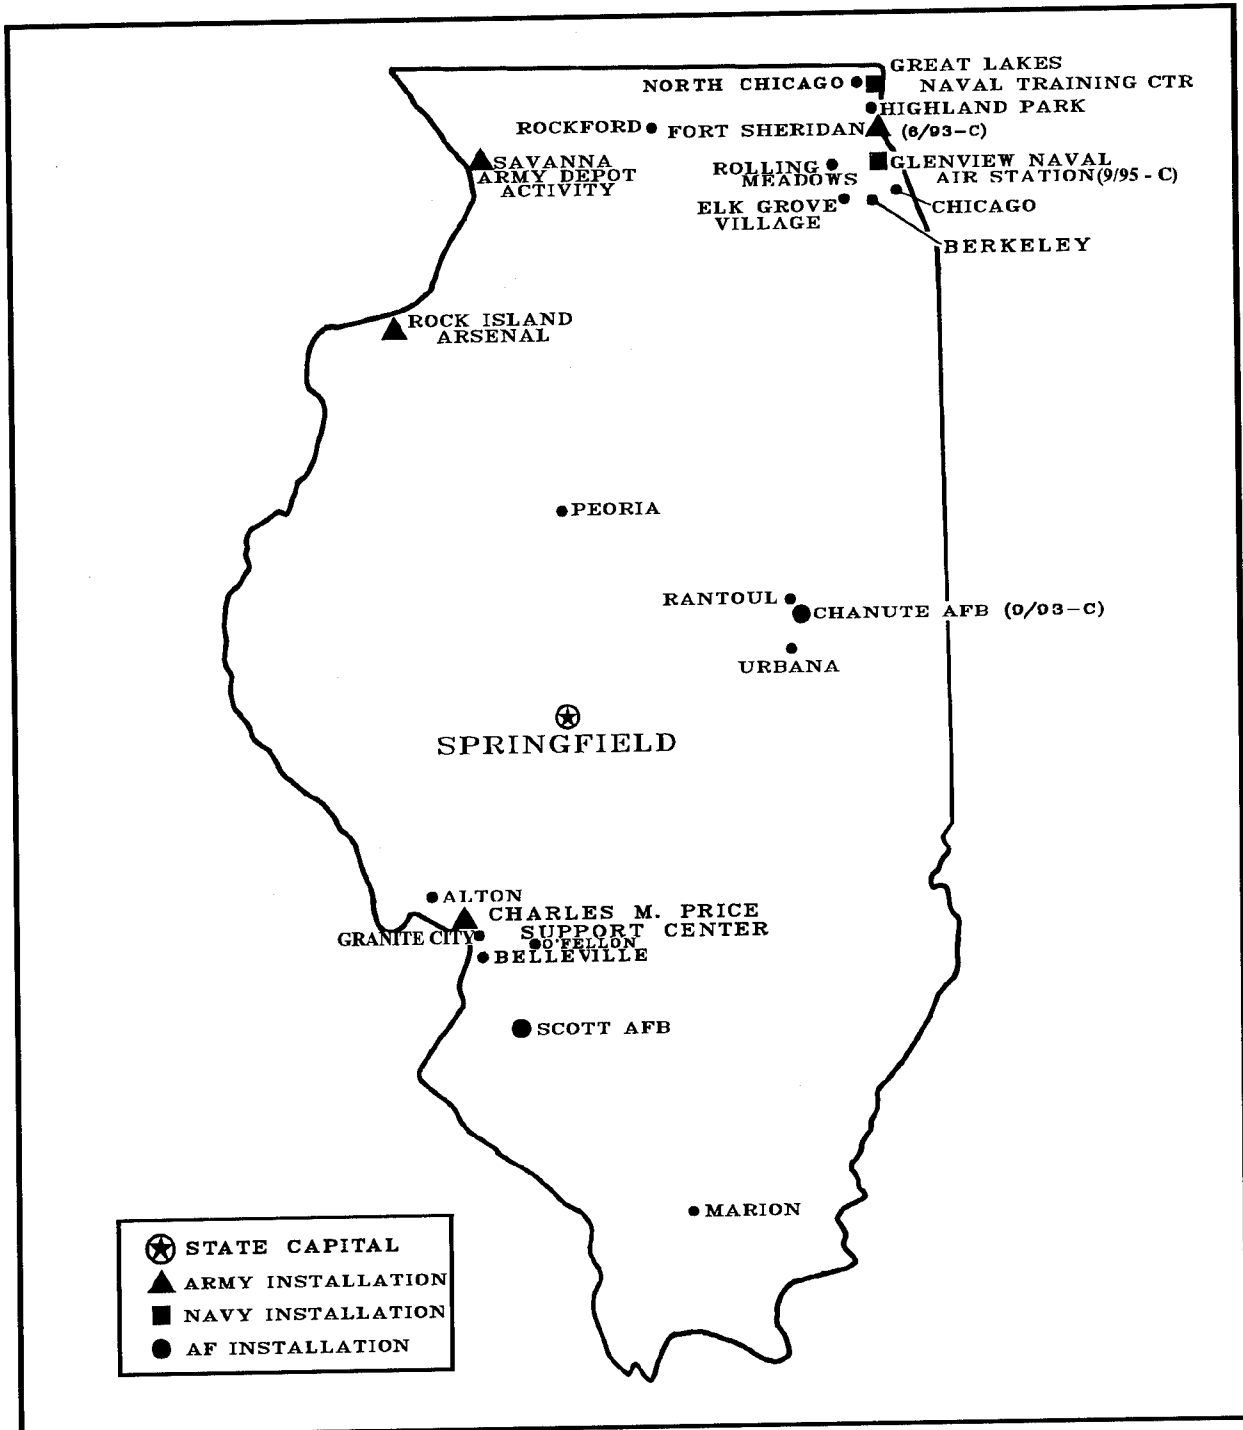 GREAT LAKES
NORTH CHICAGO
NAVAL TRAINING CTR
HIGHLAND PARK
ROCKFORD
FORT SHERIDAN
(6/93-C)
SAVANNA
ARMY DEPOT
ACTIVITY
ROLLING
MEADOWS
GLENVIEW NAVAL
AIR STATION(9/95 - C)
ELK GROVE
VILLAGE
CHICAGO
BERKELEY
ROCK ISLAND
ARSENAL
PEORIA
RANTOUL
CHANUTE AFB (9/93-C)
URBANA
SPRINGFIELD
ALTON
CHARLES M. PRICE
SUPPORT CENTER
GRANITE CITY
O'FELLON
BELLEVILLE
SCOTT AFB
MARION
STATE CAPITAL
ARMY INSTALLATION
NAVY INSTALLATION
AF INSTALLATION